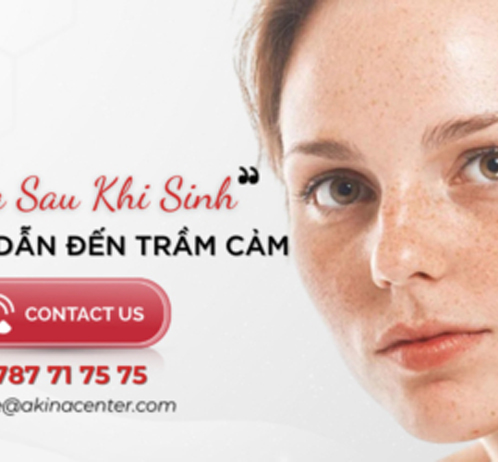 Sau Khi Sinh”
DẪN ĐẾN TRẦM CẢM
CONTACT US
787 71 75 75
@akinacenter.com